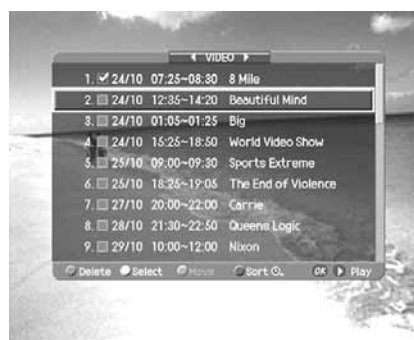 ◀ VIDEO ▶
1. ✔ 24/10 07:25~08:30 8 Mile
2. 24/10 12:35~14:20 Beautiful Mind
3. 24/10 01:05~01:25 Big
4. 24/10 15:25~18:50 World Video Show
5. 25/10 09:00~09:30 Sports Extreme
6. 25/10 18:25~19:05 The End of Violence
7. 27/10 20:00~22:00 Carrie
8. 28/10 21:30~22:50 Queens Logic
9. 29/10 10:00~12:00 Nixon
Delete Select Move Sort OK ▶ Play